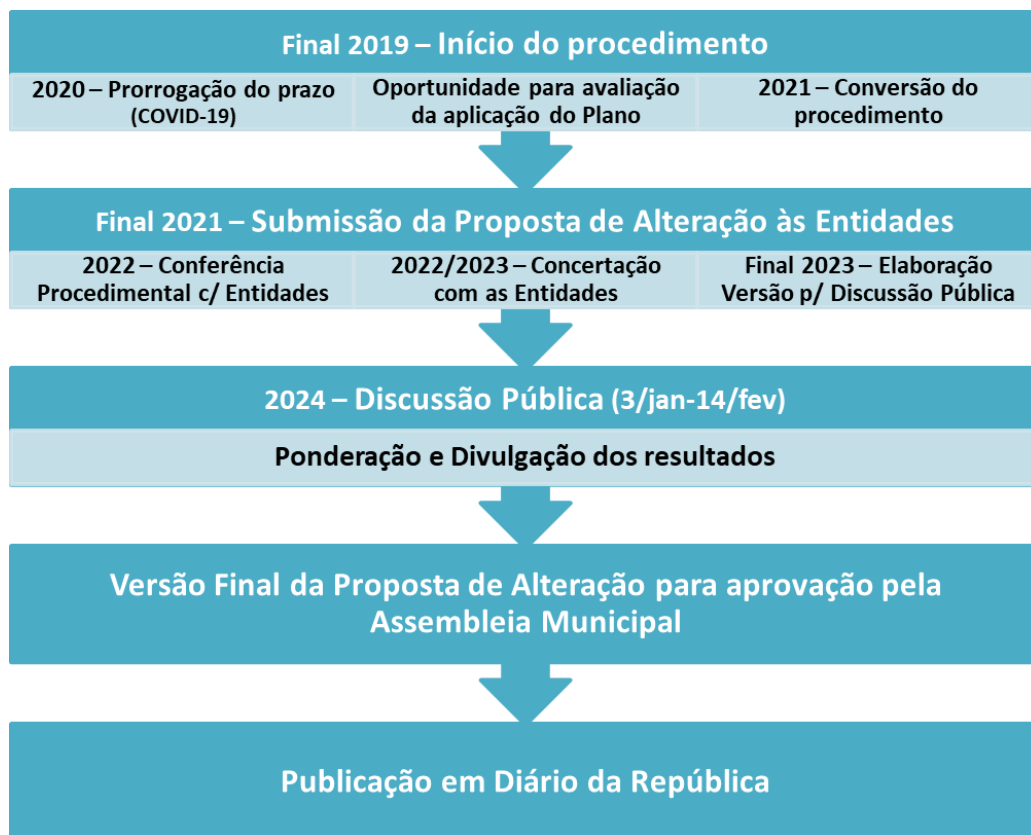 Final 2019 – Início do procedimento
2020 – Prorrogação do prazo
(COVID-19)
Oportunidade para avaliação
da aplicação do Plano
2021 – Conversão do
procedimento
Final 2021 – Submissão da Proposta de Alteração às Entidades
2022 – Conferência
Procedimental c/ Entidades
2022/2023 – Concertação
com as Entidades
Final 2023 – Elaboração
Versão p/ Discussão Pública
2024 – Discussão Pública (3/jan-14/fev)
Ponderação e Divulgação dos resultados
Versão Final da Proposta de Alteração para aprovação pela
Assembleia Municipal
Publicação em Diário da República